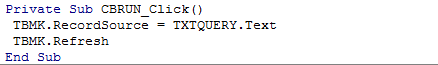 Private Sub CBRUN_Click()
TBMK.RecordSource = TXTQUERY.Text
TBMK.Refresh
End Sub